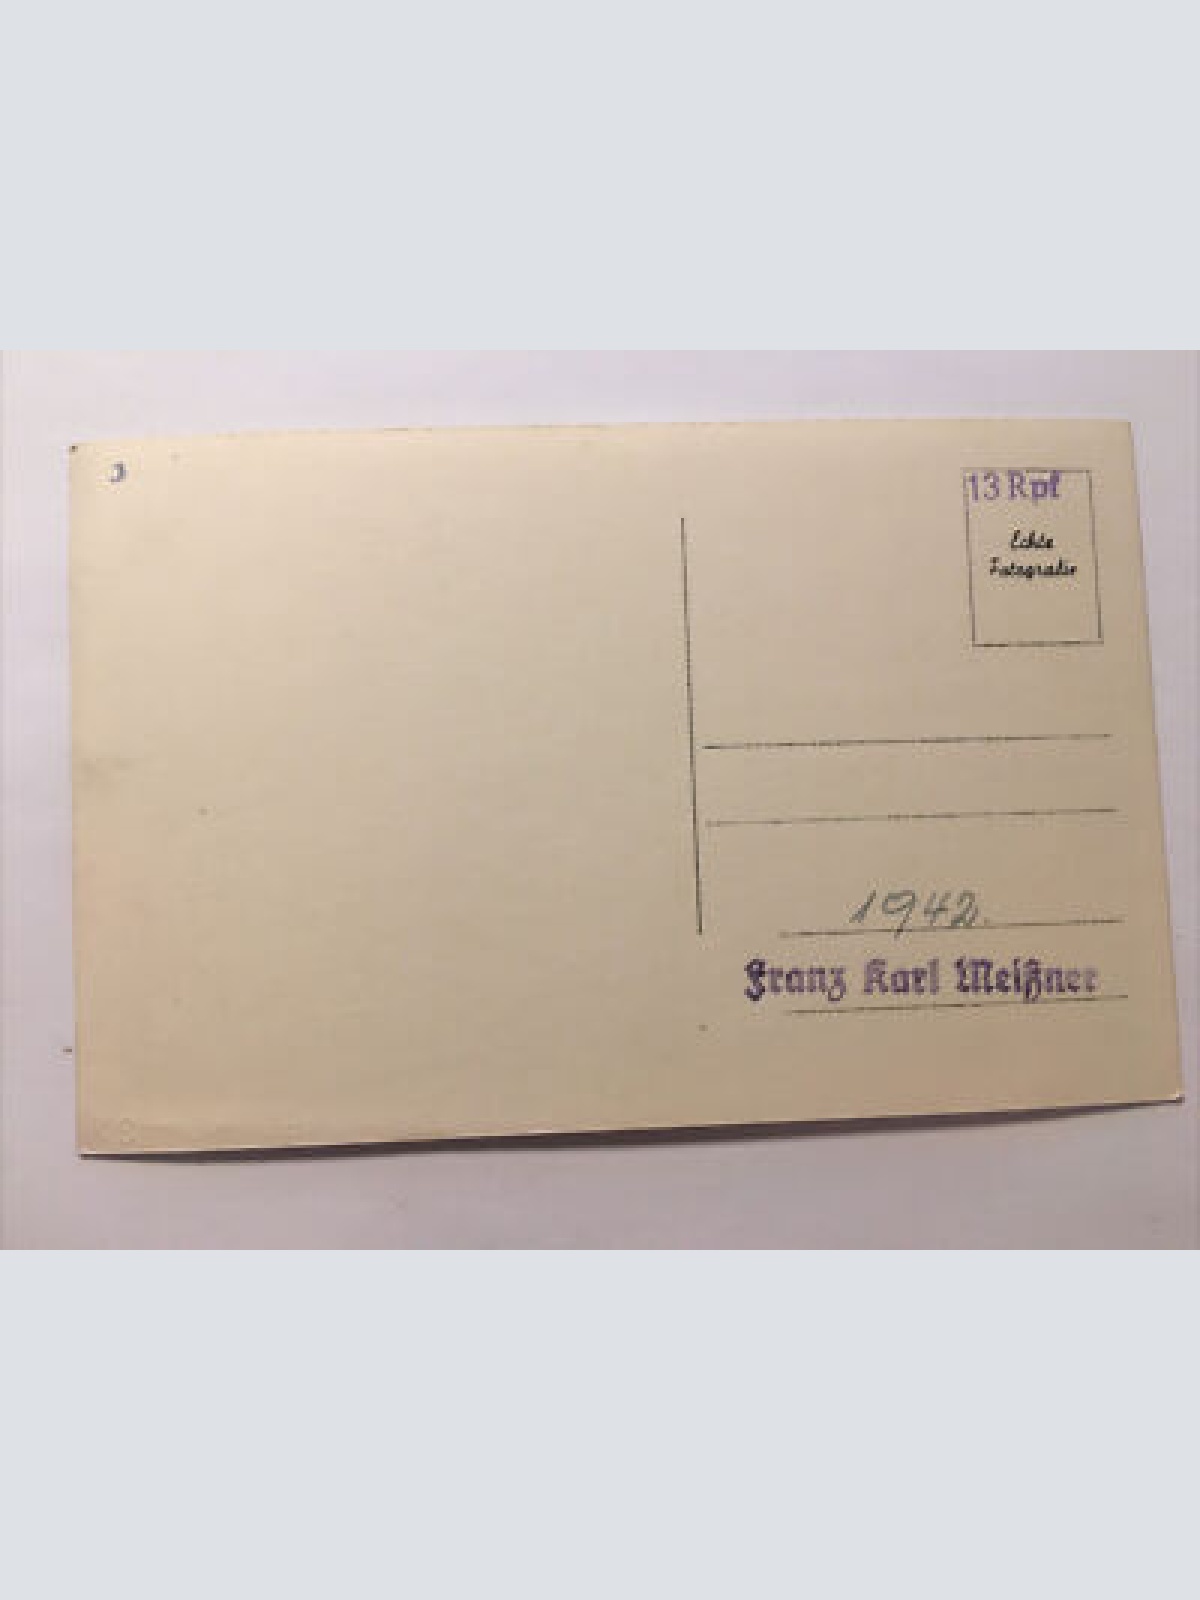 13 Rpf
Echte
Fotografie
1942.
Franz Karl Meißner